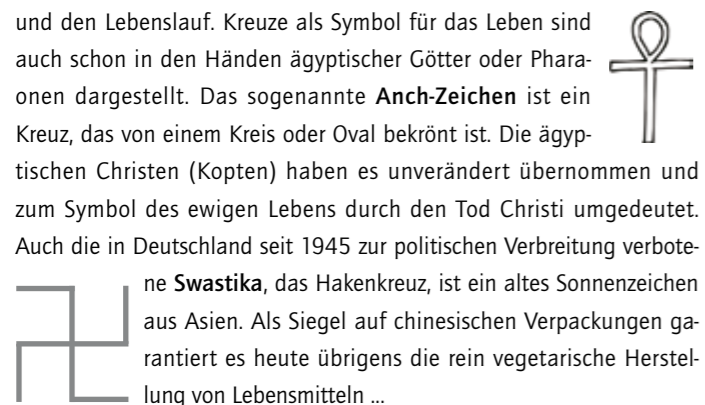 und den Lebenslauf. Kreuze als Symbol für das Leben sind
auch schon in den Händen ägyptischer Götter oder Phara-
onen dargestellt. Das sogenannte Anch-Zeichen ist ein
Kreuz, das von einem Kreis oder Oval bekrönt ist. Die ägyp-
tischen Christen (Kopten) haben es unverändert übernommen und
zum Symbol des ewigen Lebens durch den Tod Christi umgedeutet.
Auch die in Deutschland seit 1945 zur politischen Verbreitung verbote-
ne Swastika, das Hakenkreuz, ist ein altes Sonnenzeichen
aus Asien. Als Siegel auf chinesischen Verpackungen ga-
rantiert es heute übrigens die rein vegetarische Herstel-
lung von Lebensmitteln ...